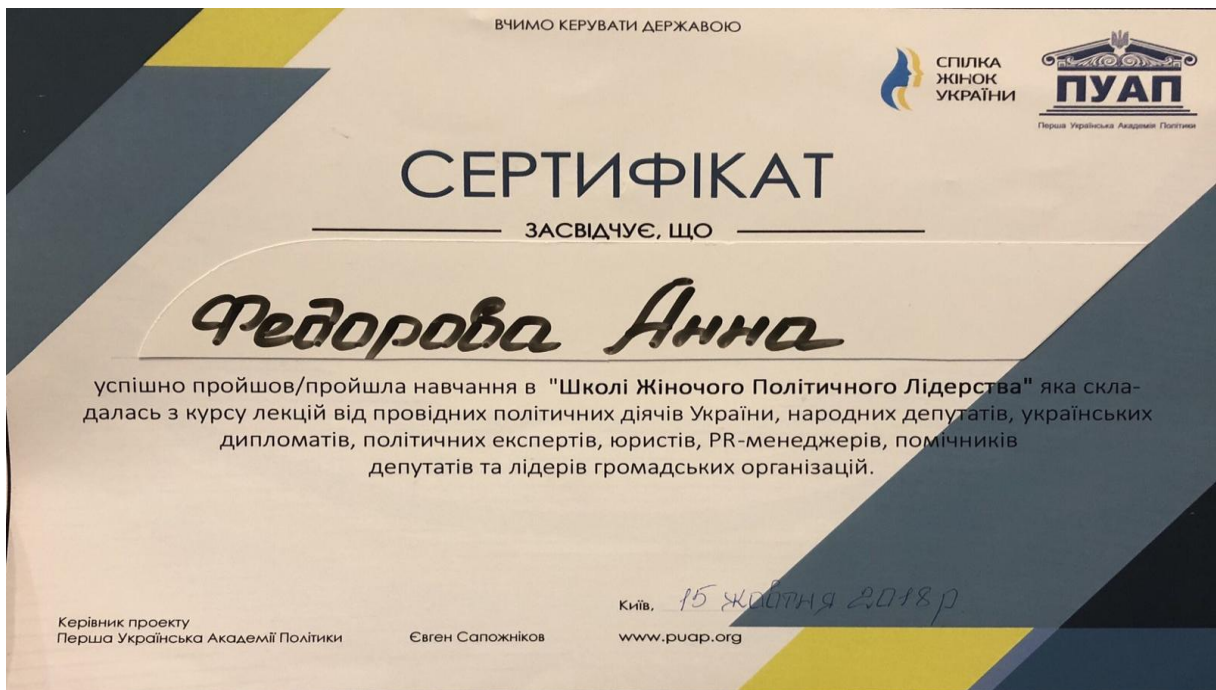 ВЧИМО КЕРУВАТИ ДЕРЖАВОЮ
СПІЛКА
ЖІНОК
УКРАЇНИ
ПУАП
Перша Українська Академія Політики
СЕРТИФІКАТ
ЗАСВІДЧУЄ, ЩО
Федорова Анна
успішно пройшов/пройшла навчання в "Школі Жіночого Політичного Лідерства" яка скла-
далась з курсу лекцій від провідних політичних діячів України, народних депутатів, українських
дипломатів, політичних експертів, юристів, PR-менеджерів, помічників
депутатів та лідерів громадських організацій.
Київ, 15 жовтня 2018 р
Керівник проекту
Перша Українська Академії Політики Євген Сапожніков www.puap.org